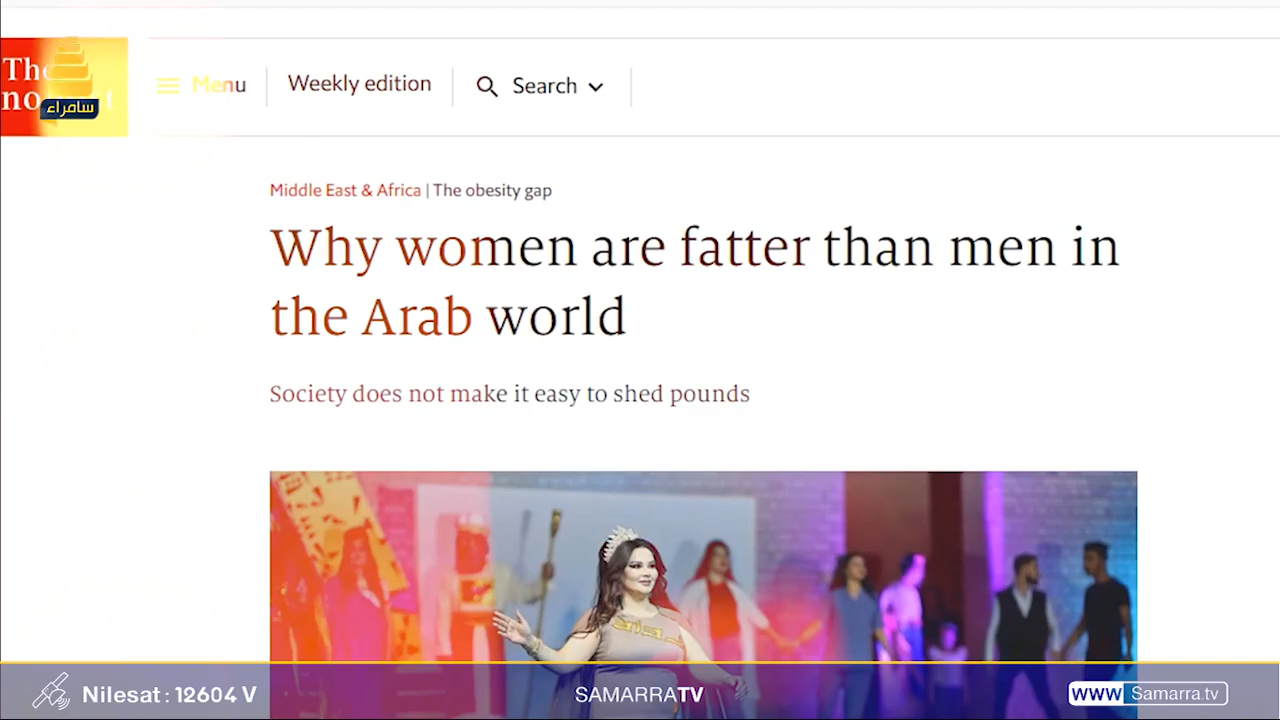 The
سامراء
Menu
Weekly edition
Search
Middle East & Africa | The obesity gap
Why women are fatter than men in
the Arab world
Society does not make it easy to shed pounds
Nilesat : 12604 V
SAMARRATV
www Samarra.tv